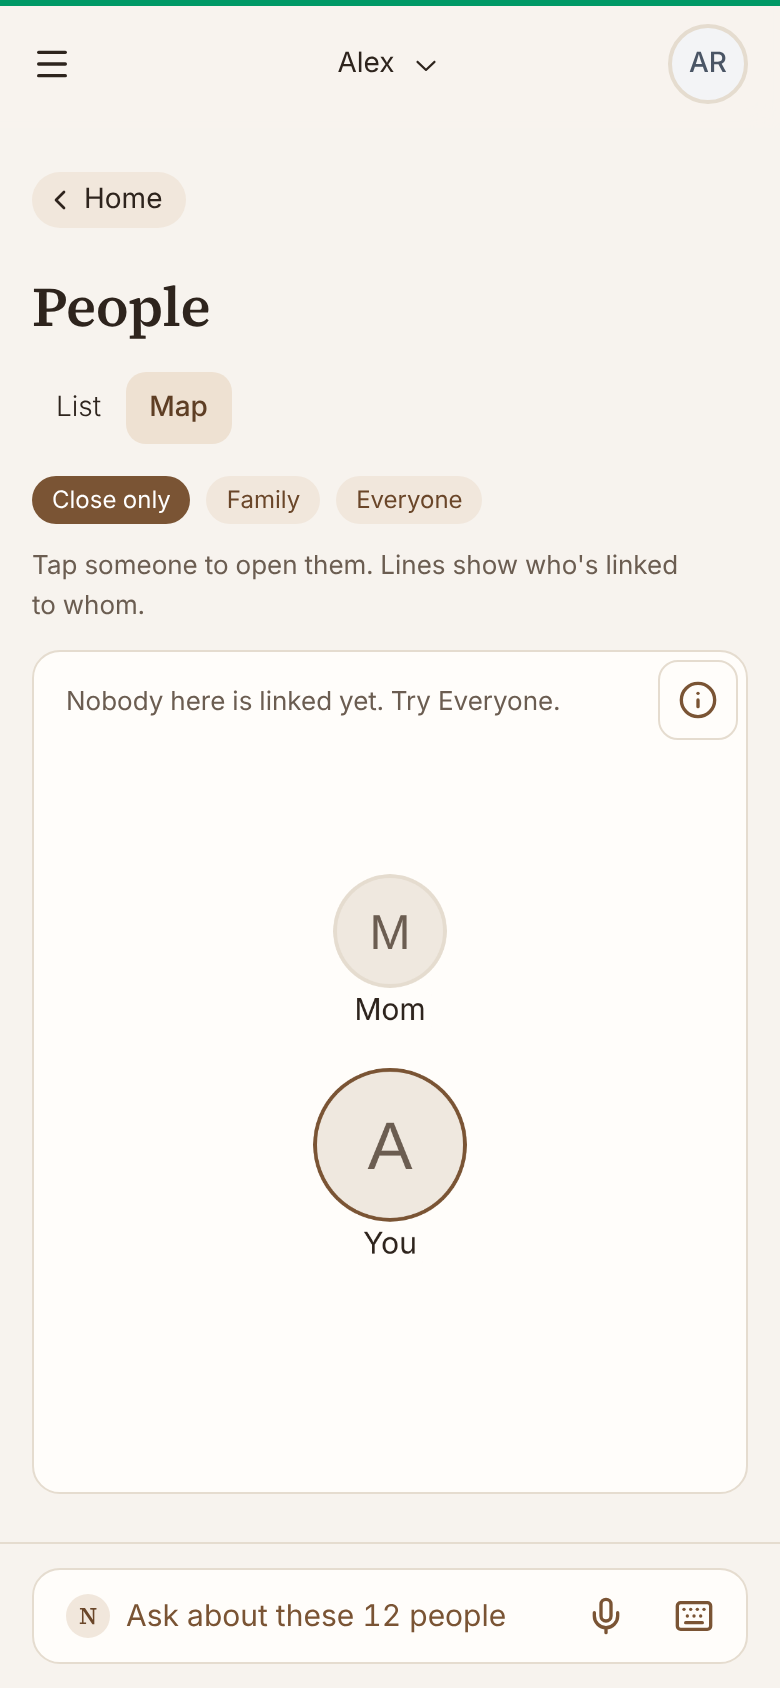 Alex
AR
Home
People
List
Map
Close only
Family
Everyone
Tap someone to open them. Lines show who's linked
to whom.
Nobody here is linked yet. Try Everyone.
M
Mom
A
You
N
Ask about these 12 people